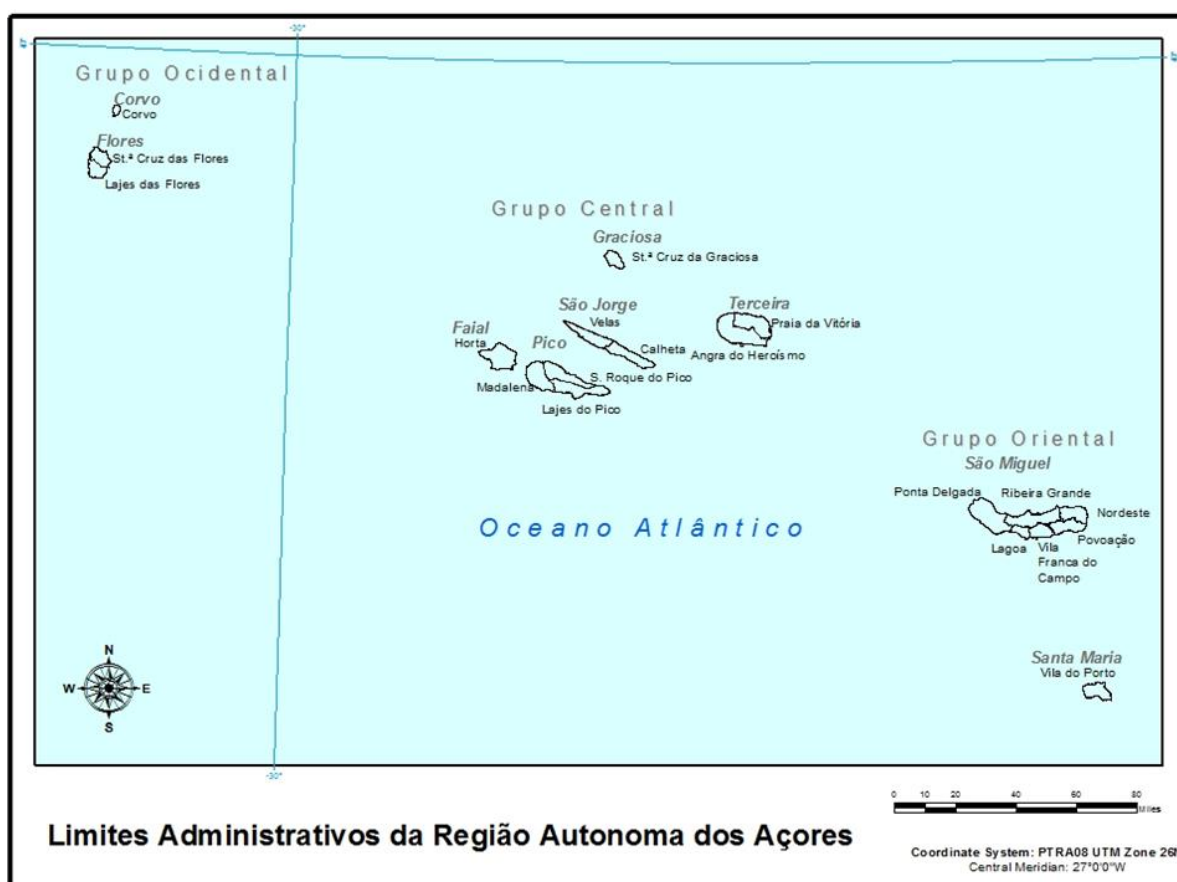 -30°
Grupo Ocidental
Corvo
Corvo
Flores
St.ª Cruz das Flores
Lajes das Flores
Grupo Central
Graciosa
St.ª Cruz da Graciosa
São Jorge
Velas
Calheta
Terceira
Praia da Vitória
Angra do Heroísmo
Faial
Horta
Pico
Madalena
S. Roque do Pico
Lajes do Pico
Grupo Oriental
São Miguel
Ponta Delgada
Ribeira Grande
Nordeste
Povoação
Lagoa
Vila
Franca do
Campo
Oceano Atlântico
Santa Maria
Vila do Porto
N
W
E
S
-30°
0 10 20 40 60 80
Miles
Limites Administrativos da Região Autonoma dos Açores
Coordinate System: PTRA08 UTM Zone 26
Central Meridian: 27°0'0"W